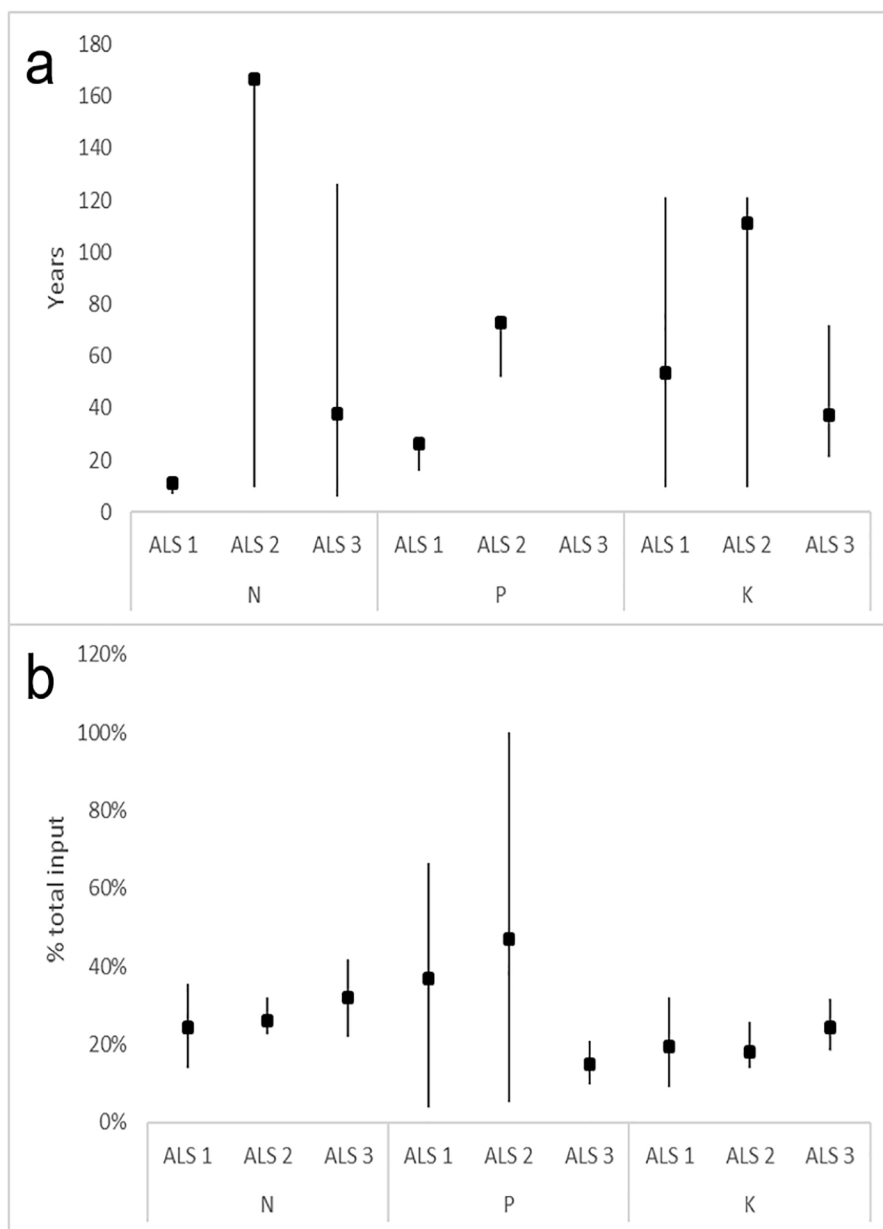 a
180
160
140
120
100
80
60
40
20
0
Years
ALS 1 ALS 2 ALS 3 ALS 1 ALS 2 ALS 3 ALS 1 ALS 2 ALS 3
N P K
b
120%
100%
80%
60%
40%
20%
0%
% total input
ALS 1 ALS 2 ALS 3 ALS 1 ALS 2 ALS 3 ALS 1 ALS 2 ALS 3
N P K